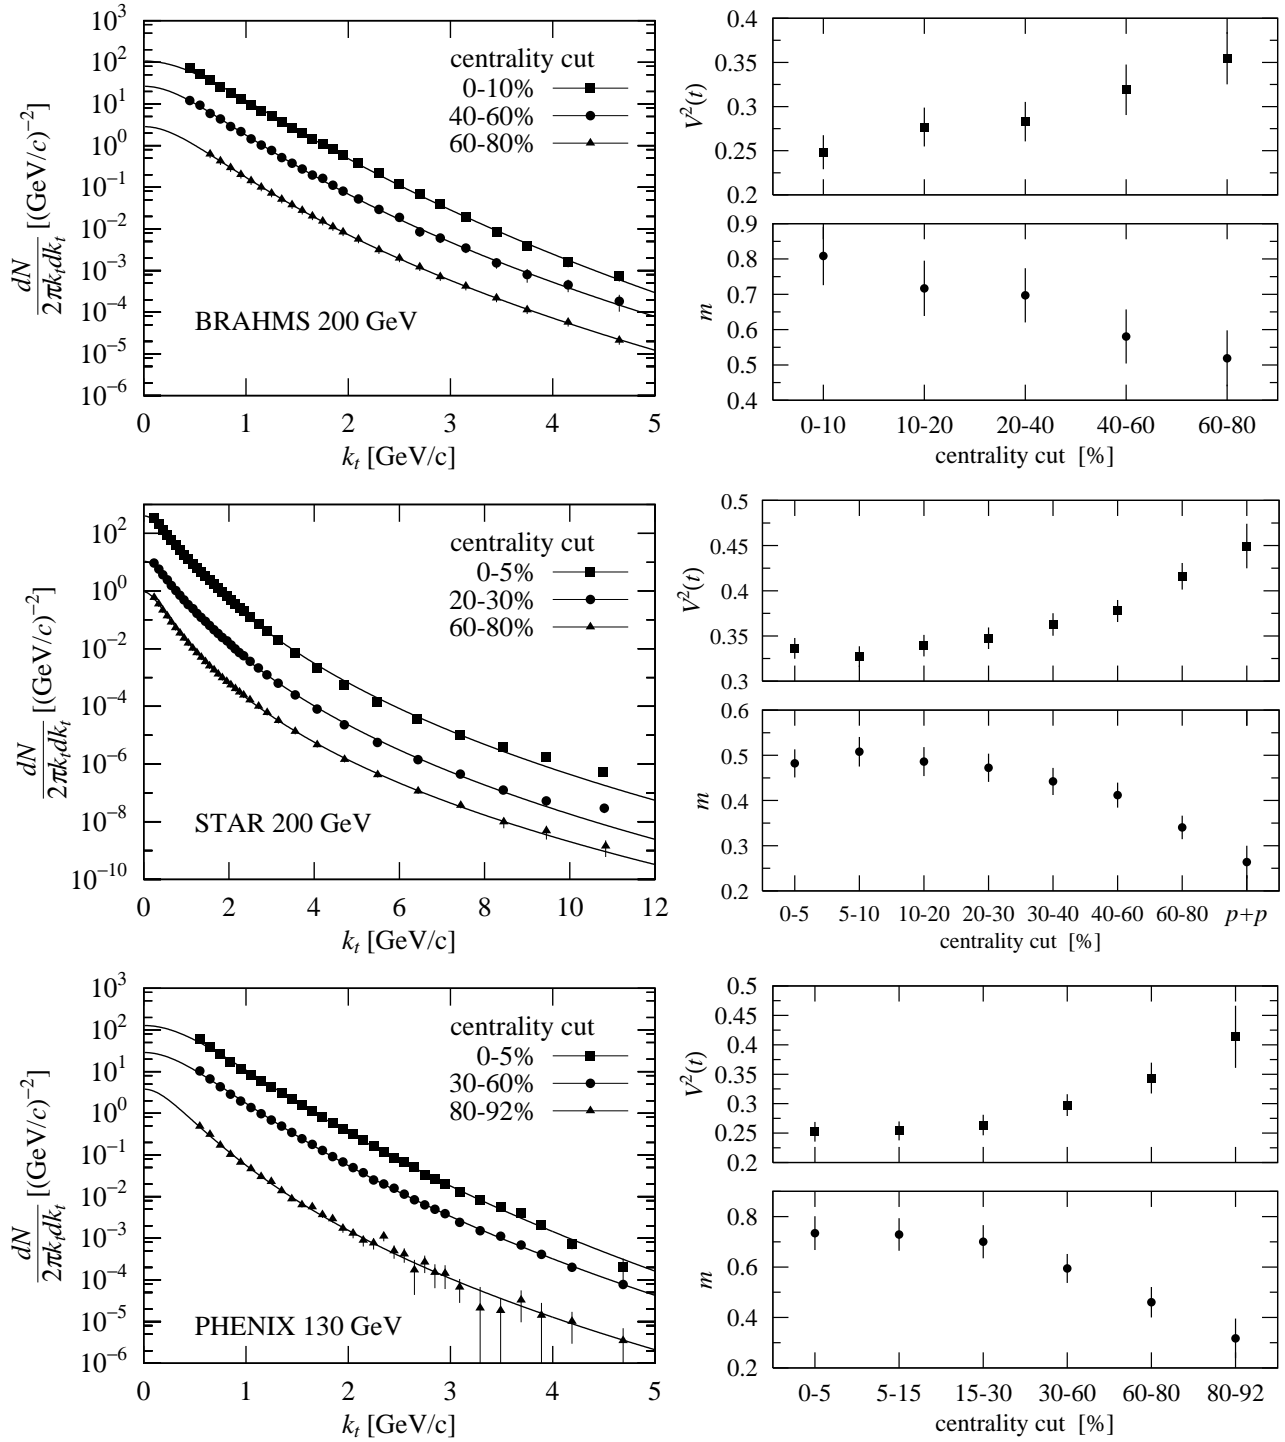 10^3
10^2
10^1
10^0
10^−1
10^−2
10^−3
10^−4
10^−5
10^−6
dN
2πk_tdk_t
[(GeV/c)^−2]
centrality cut
0-10%
40-60%
60-80%
BRAHMS 200 GeV
0 1 2 3 4 5
k_t [GeV/c]
0.4
0.35
0.3
0.25
0.2
V^2(t)
0.9
0.8
0.7
0.6
0.5
0.4
m
0-10 10-20 20-40 40-60 60-80
centrality cut [%]
10^2
10^0
10^−2
10^−4
10^−6
10^−8
10^−10
dN
2πk_tdk_t
[(GeV/c)^−2]
centrality cut
0-5%
20-30%
60-80%
STAR 200 GeV
0 2 4 6 8 10 12
k_t [GeV/c]
0.5
0.45
0.4
0.35
0.3
V^2(t)
0.6
0.5
0.4
0.3
0.2
m
0-5 5-10 10-20 20-30 30-40 40-60 60-80 p+p
centrality cut [%]
10^3
10^2
10^1
10^0
10^−1
10^−2
10^−3
10^−4
10^−5
10^−6
dN
2πk_tdk_t
[(GeV/c)^−2]
centrality cut
0-5%
30-60%
80-92%
PHENIX 130 GeV
0 1 2 3 4 5
k_t [GeV/c]
0.5
0.45
0.4
0.35
0.3
0.25
0.2
V^2(t)
0.8
0.6
0.4
0.2
m
0-5 5-15 15-30 30-60 60-80 80-92
centrality cut [%]